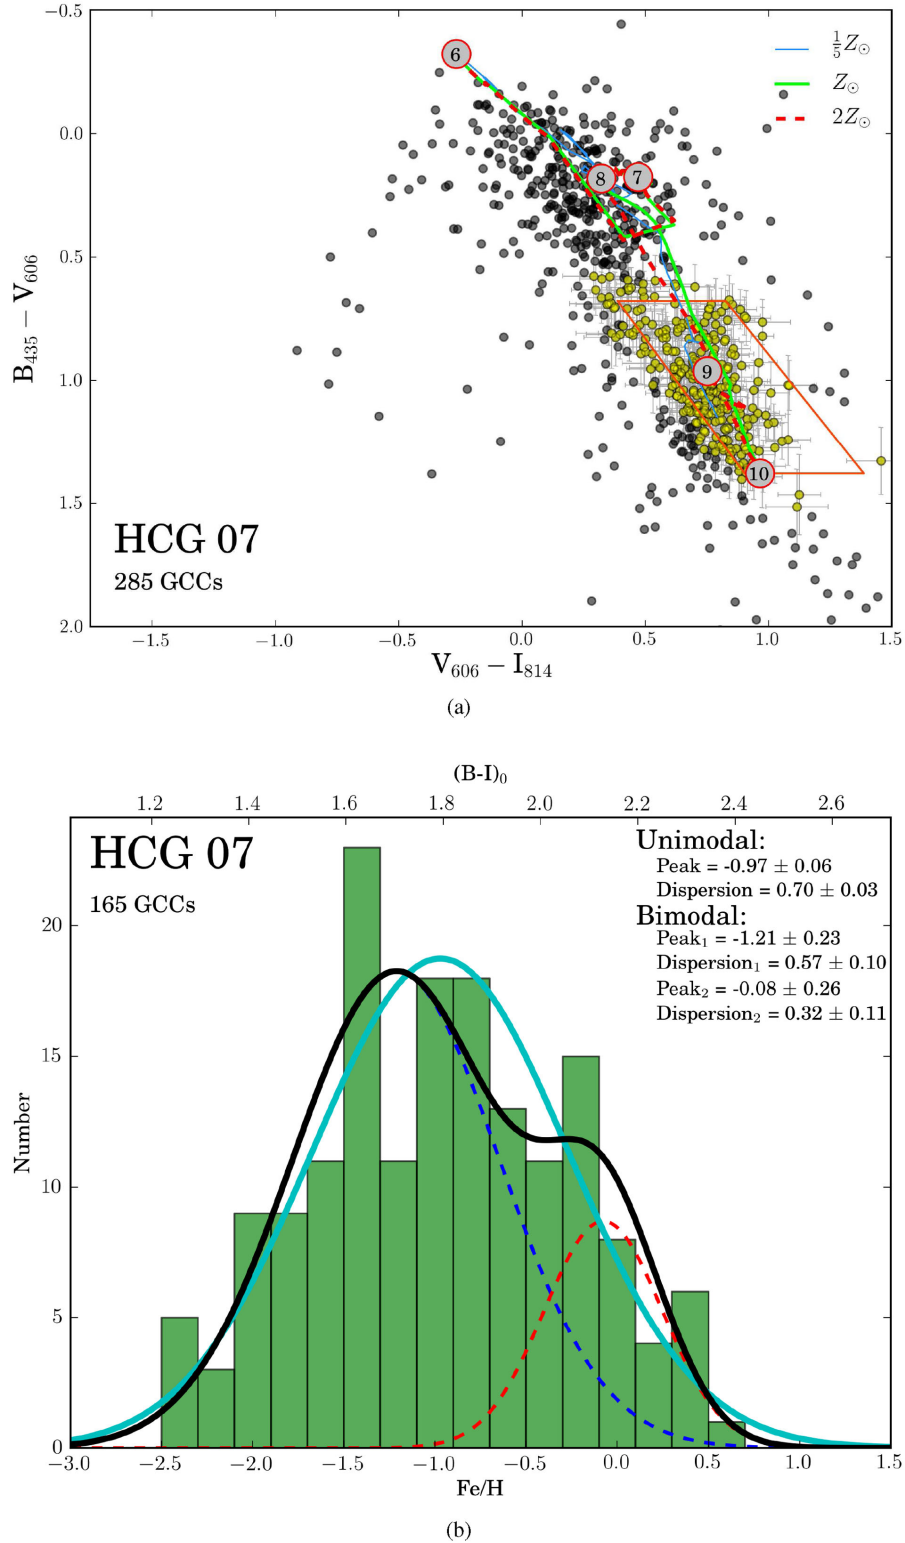 −0.5
0.0
0.5
1.0
1.5
2.0
B435 − V606
6
8
7
9
10
1/5 Z⊙
Z⊙
2Z⊙
HCG 07
285 GCCs
−1.5
−1.0
−0.5
0.0
0.5
1.0
1.5
V606 − I814
(a)
(B-I)0
1.2
1.4
1.6
1.8
2.0
2.2
2.4
2.6
HCG 07
165 GCCs
Unimodal:
Peak = -0.97 ± 0.06
Dispersion = 0.70 ± 0.03
Bimodal:
Peak1 = -1.21 ± 0.23
Dispersion1 = 0.57 ± 0.10
Peak2 = -0.08 ± 0.26
Dispersion2 = 0.32 ± 0.11
20
15
10
5
0
Number
−3.0
−2.5
−2.0
−1.5
−1.0
−0.5
0.0
0.5
1.0
1.5
Fe/H
(b)